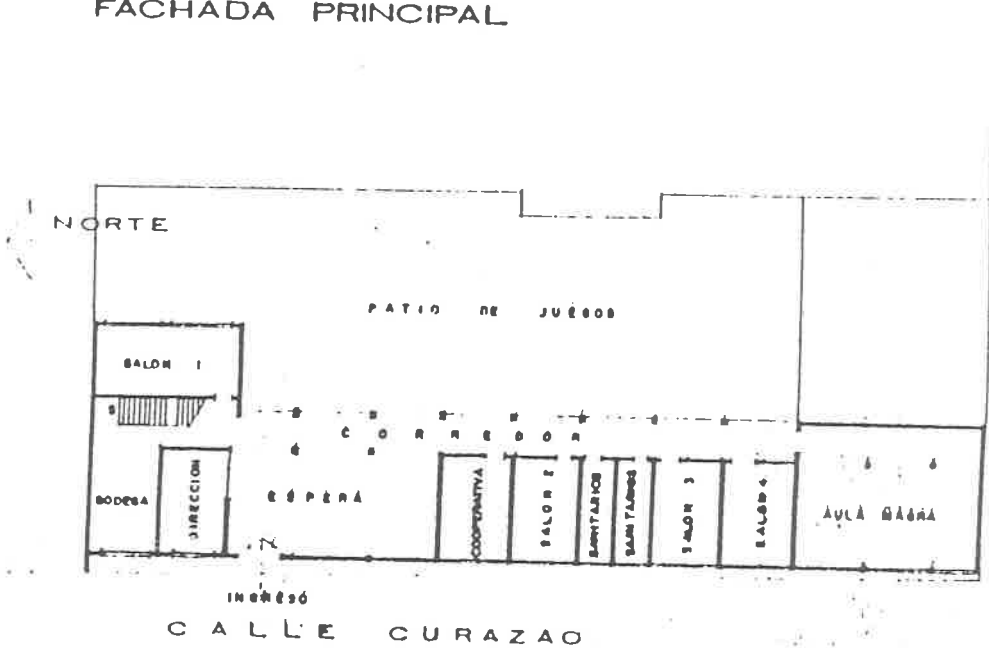 FACHADA PRINCIPAL
NORTE
PATIO DE JUEGOS
SALON 1
S
CORREDOR
BODEGA
DIRECCION
ESPERA
COOPERATIVA
SALON 2
SANITARIOS
SANITARIOS
SALON 3
SALON 4
AULA MAGNA
INGRESO
CALLE CURAZAO